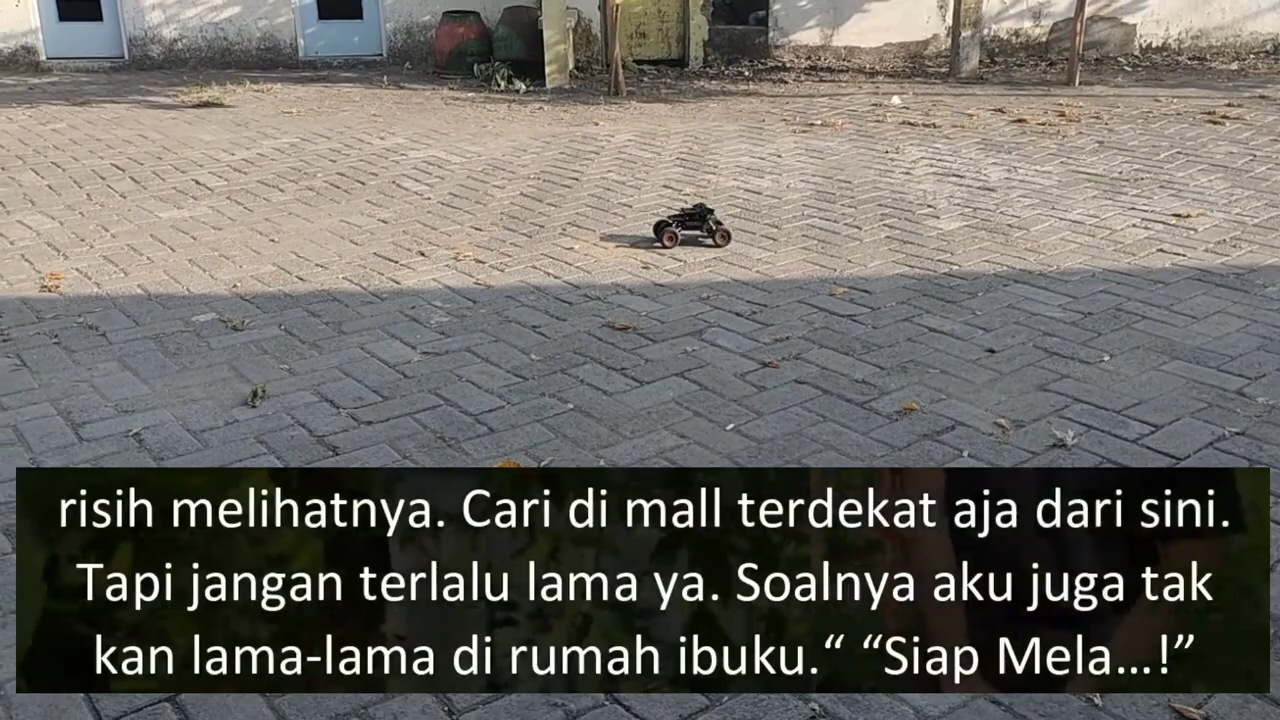 risih melihatnya. Cari di mall terdekat aja dari sini.
Tapi jangan terlalu lama ya. Soalnya aku juga tak
kan lama-lama di rumah ibuku.“ “Siap Mela...!”